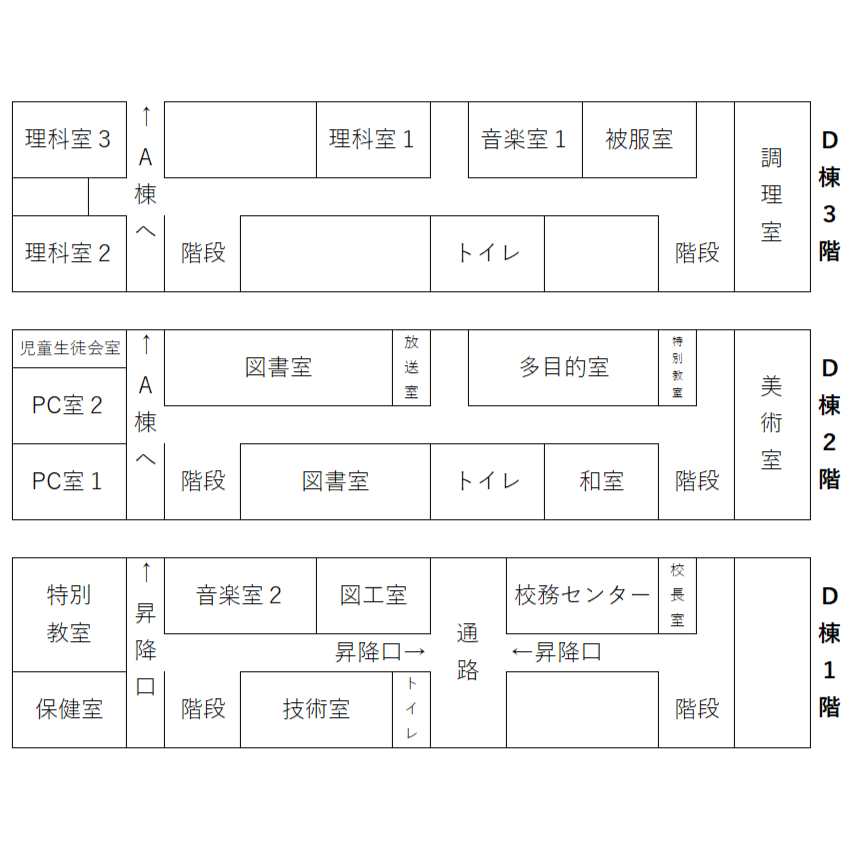 理科室３
↑A棟へ
理科室１
音楽室１
被服室
調理室
D棟3階
理科室２
階段
トイレ
階段
児童生徒会室
↑A棟へ
図書室
放送室
多目的室
特別教室
美術室
D棟2階
PC室２
PC室１
階段
図書室
トイレ
和室
階段
特別
教室
↑昇降口
音楽室２
図工室
通路
校務センター
校長室
D棟1階
昇降口→
←昇降口
保健室
階段
技術室
トイレ
階段